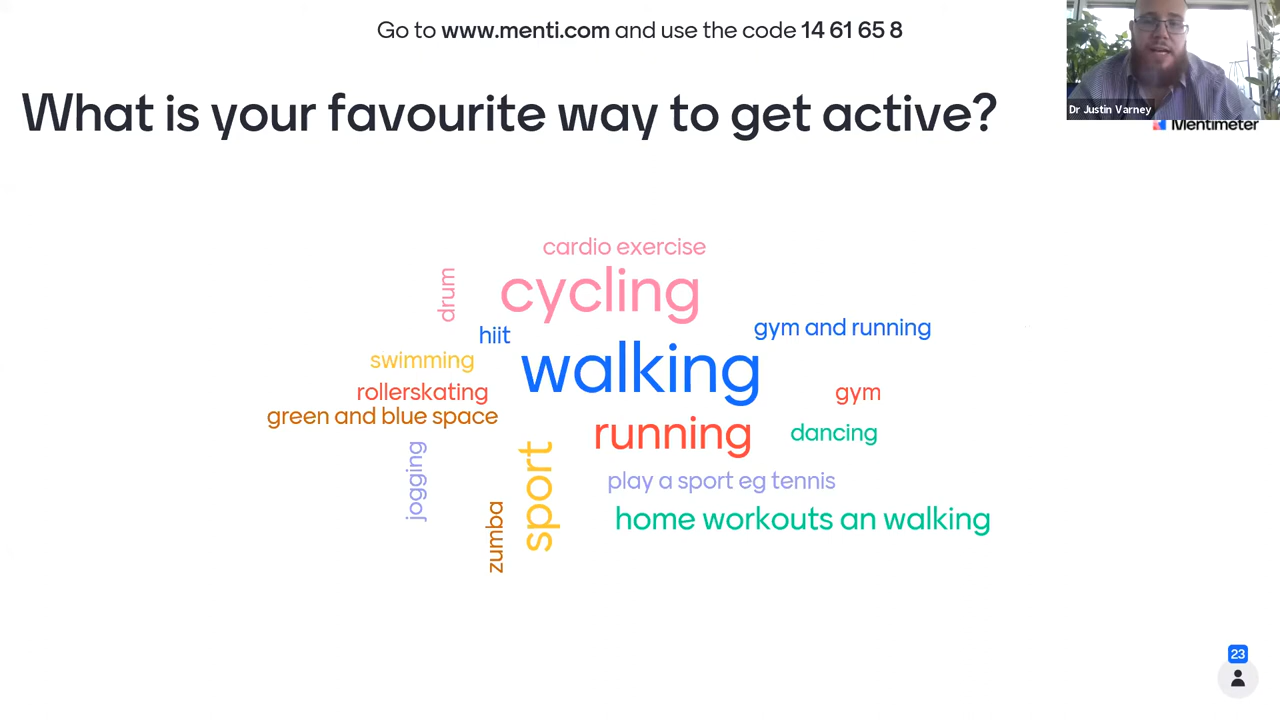 Go to www.menti.com and use the code 14 61 65 8
Dr Justin Varney
Mentimeter
What is your favourite way to get active?
cardio exercise
drum
cycling
hiit
gym and running
swimming
walking
rollerskating
gym
green and blue space
running
dancing
jogging
sport
play a sport eg tennis
zumba
home workouts an walking
23